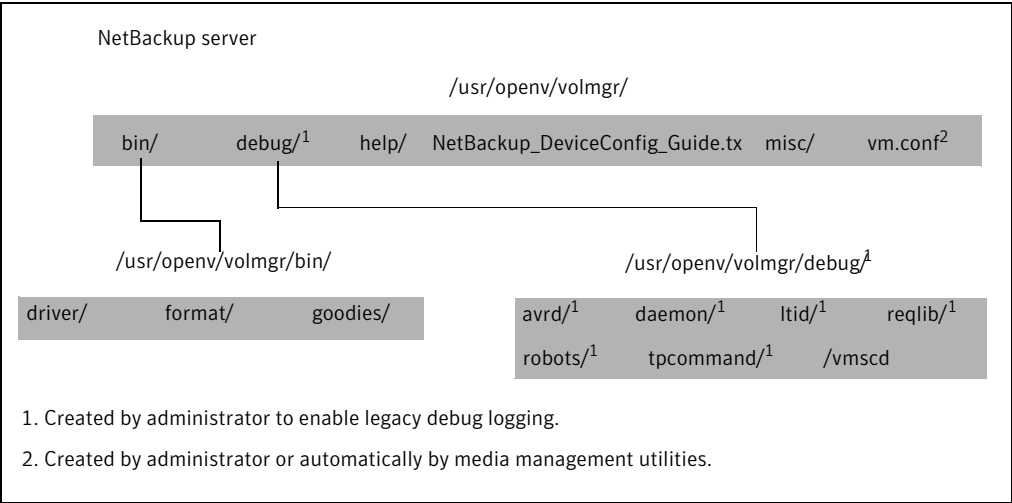 NetBackup server
/usr/openv/volmgr/
bin/ debug/1 help/ NetBackup_DeviceConfig_Guide.tx misc/ vm.conf2
/usr/openv/volmgr/bin/ /usr/openv/volmgr/debug/1
driver/ format/ goodies/ avrd/1 daemon/1 ltid/1 reqlib/1
robots/1 tpcommand/1 /vmscd
1. Created by administrator to enable legacy debug logging.
2. Created by administrator or automatically by media management utilities.